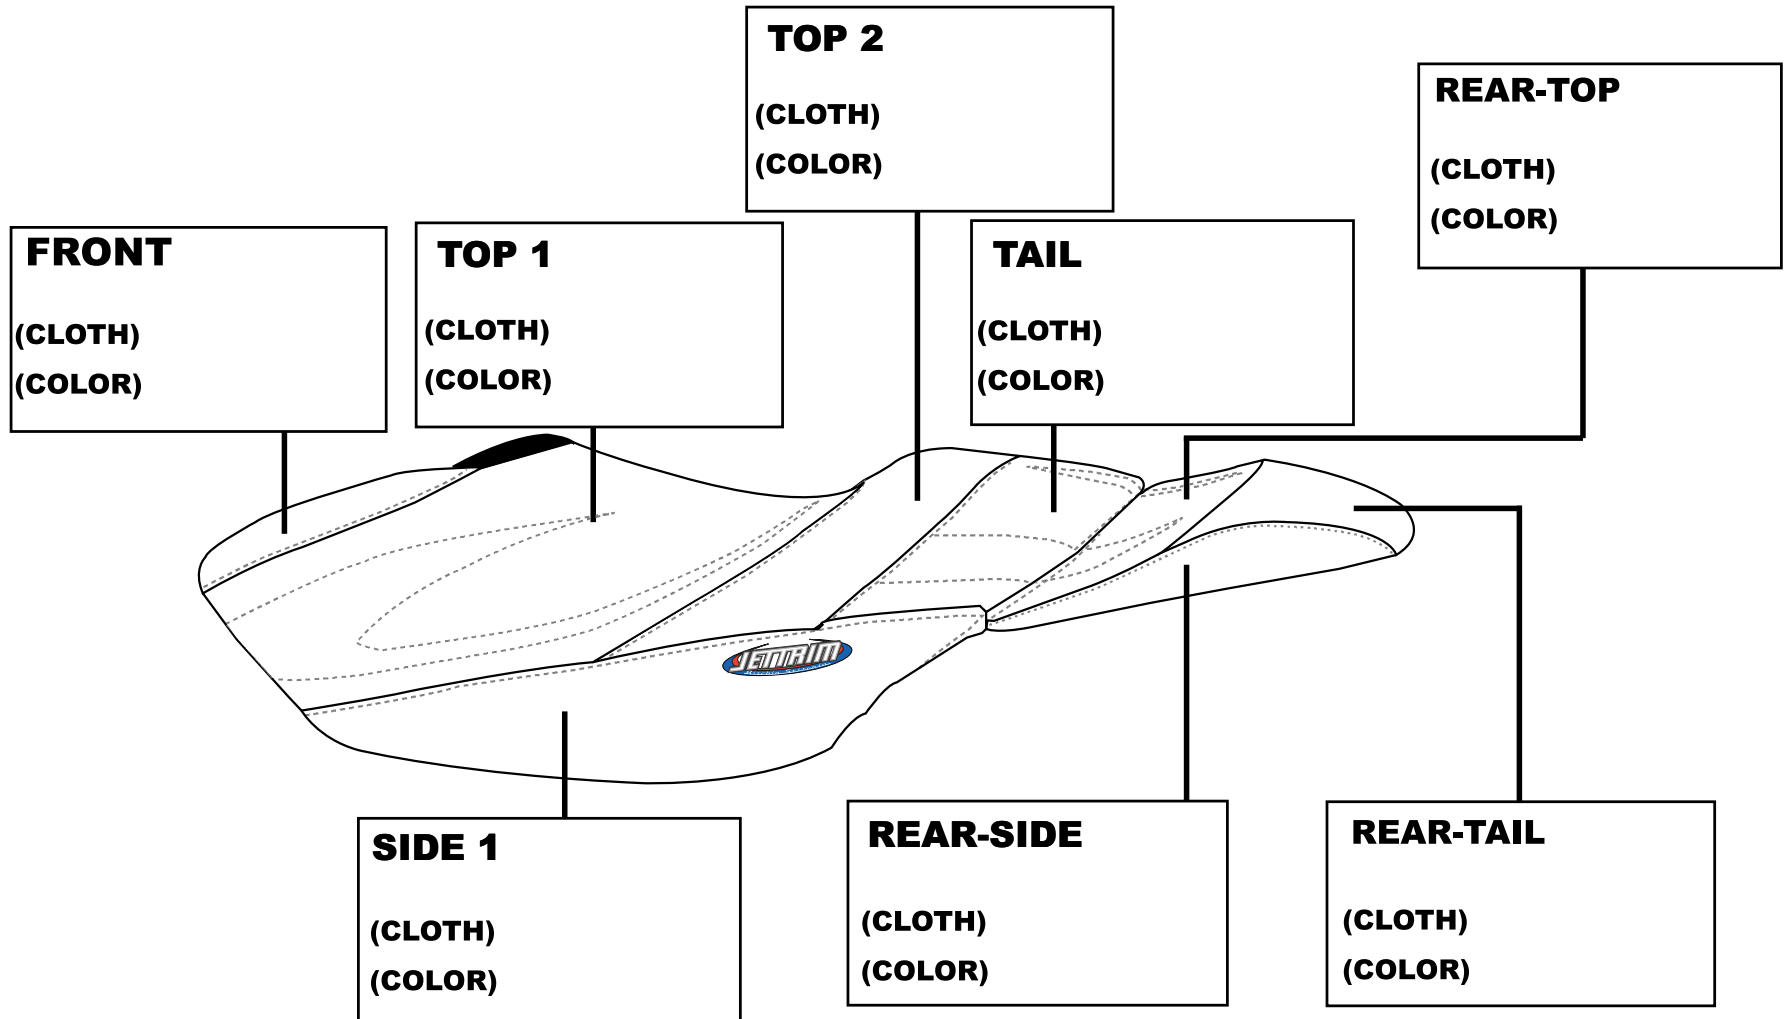 TOP 2
(CLOTH)
(COLOR)
REAR-TOP
(CLOTH)
(COLOR)
FRONT
(CLOTH)
(COLOR)
TOP 1
(CLOTH)
(COLOR)
TAIL
(CLOTH)
(COLOR)
JETTRIM
SIDE 1
(CLOTH)
(COLOR)
REAR-SIDE
(CLOTH)
(COLOR)
REAR-TAIL
(CLOTH)
(COLOR)